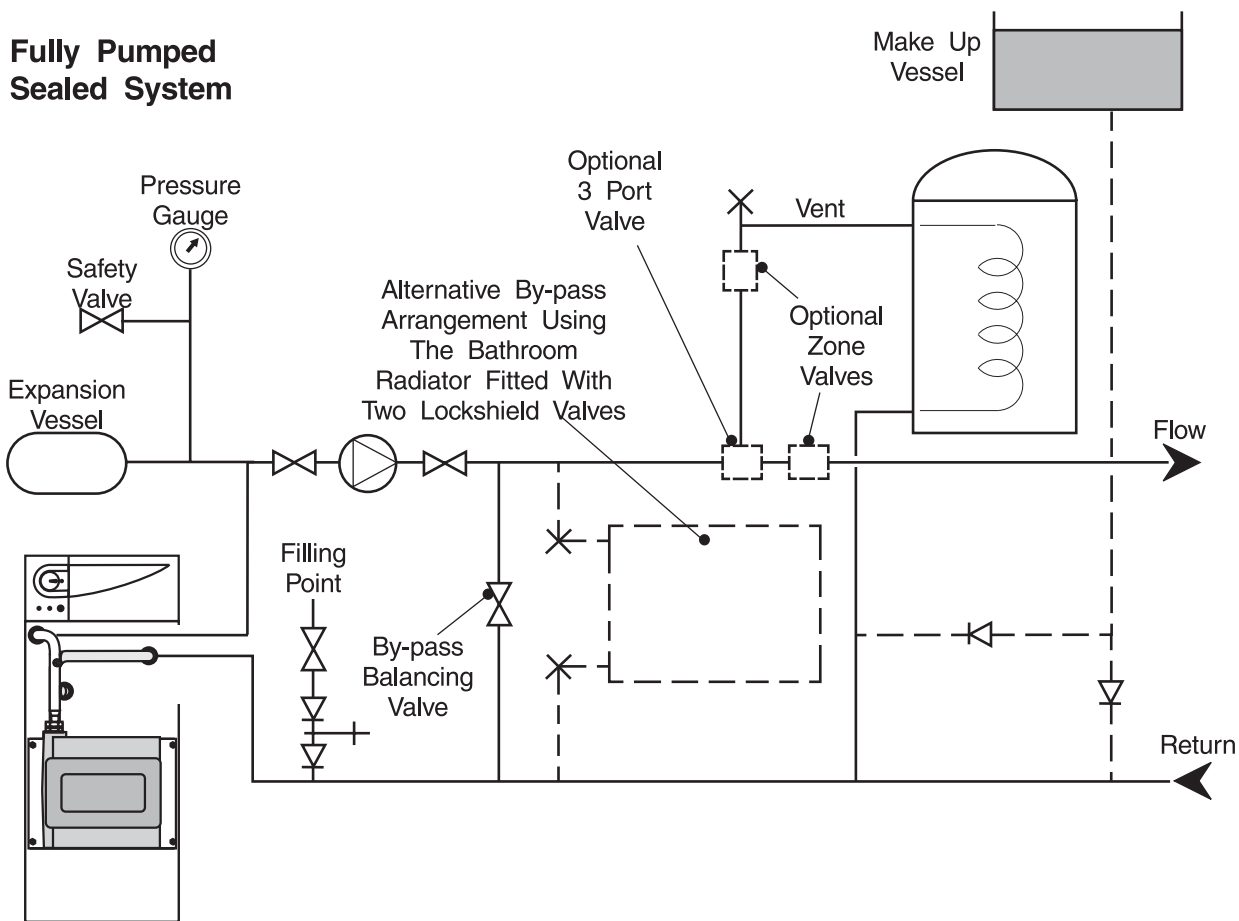 Fully Pumped
Sealed System
Make Up
Vessel
Optional
3 Port
Valve
Pressure
Gauge
Vent
Safety
Valve
Alternative By-pass
Arrangement Using
The Bathroom
Radiator Fitted With
Two Lockshield Valves
Optional
Zone
Valves
Expansion
Vessel
Flow
Filling
Point
By-pass
Balancing
Valve
Return